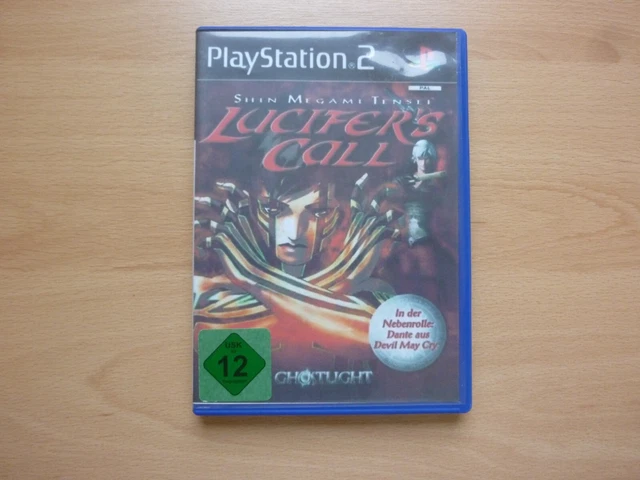 PlayStation 2
PAL
SHIN MEGAMI TENSEI
LUCIFER'S
CALL
In der
Nebenrolle:
Dante aus
Devil May Cry
USK
12
GHOSTLIGHT